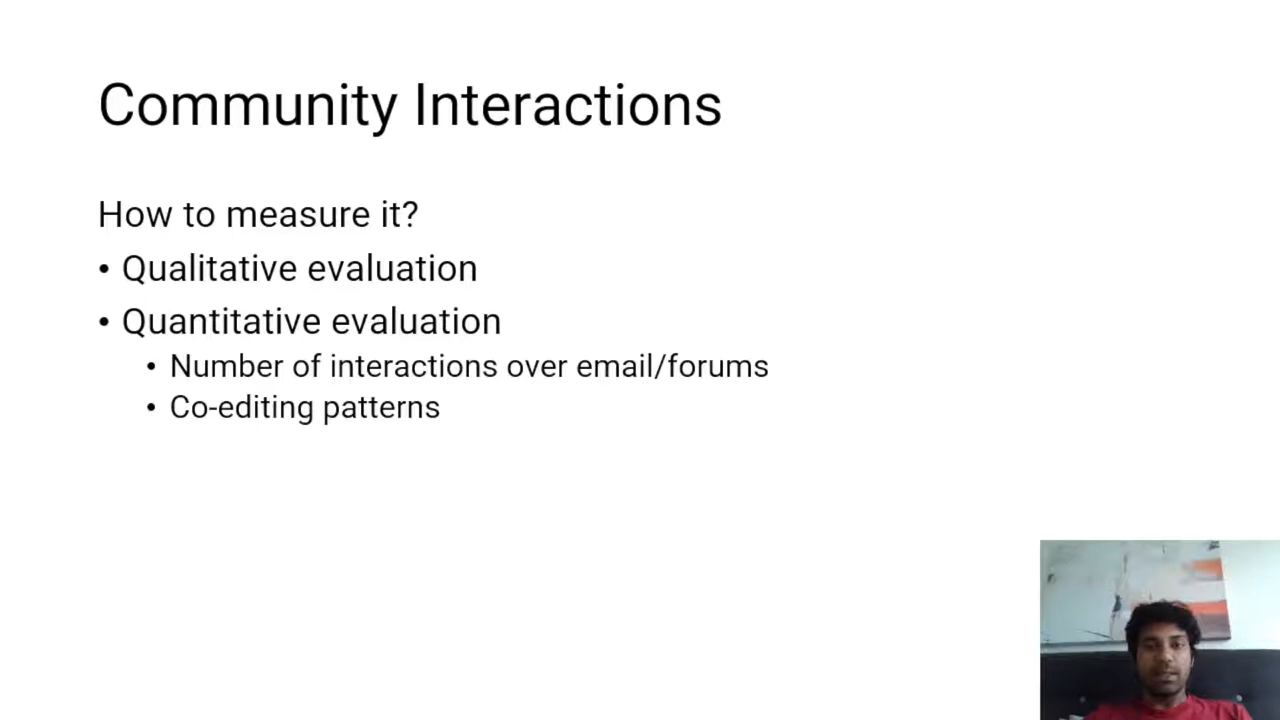 Community Interactions
How to measure it?
• Qualitative evaluation
• Quantitative evaluation
• Number of interactions over email/forums
• Co-editing patterns